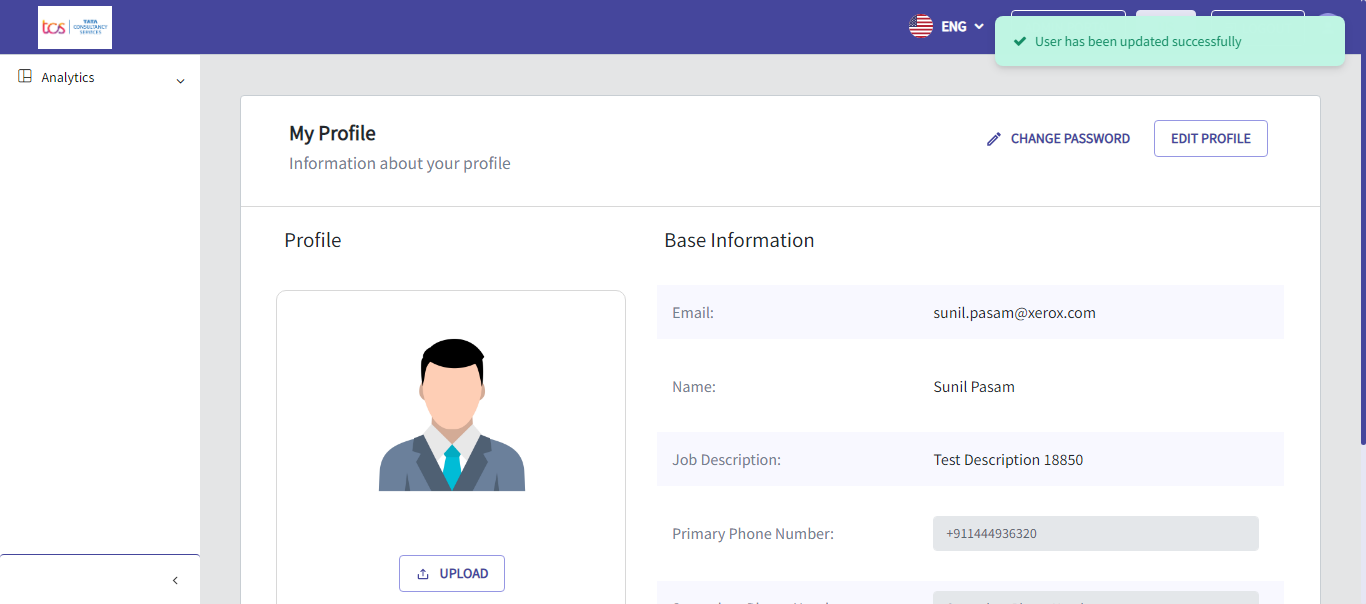 tcs
TATA
CONSULTANCY
SERVICES
ENG
User has been updated successfully
Analytics
My Profile
Information about your profile
CHANGE PASSWORD
EDIT PROFILE
Profile
Base Information
Email:
sunil.pasam@xerox.com
Name:
Sunil Pasam
Job Description:
Test Description 18850
Primary Phone Number:
+911444936320
UPLOAD